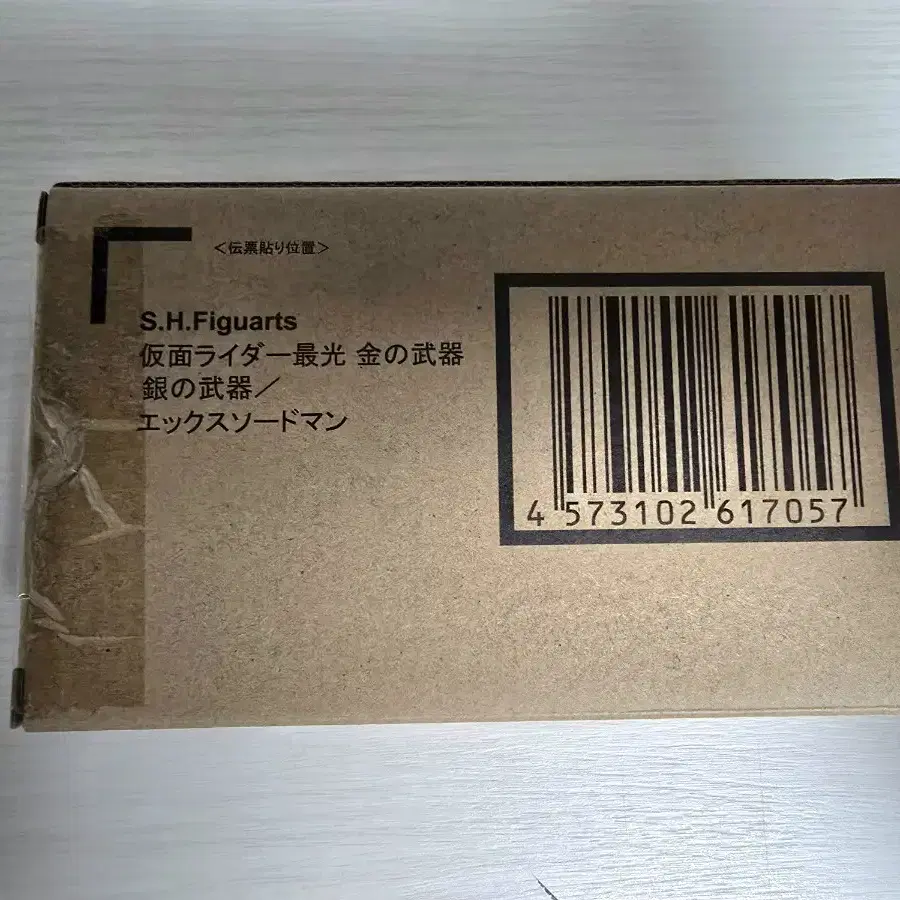 <伝票貼り位置>
S.H.Figuarts
仮面ライダー最光 金の武器
銀の武器／
エックスソードマン
4 573102 617057